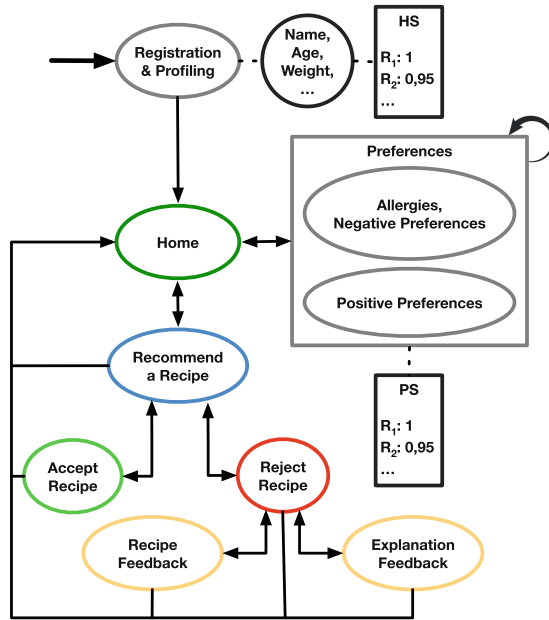 Registration
& Profiling
Name,
Age,
Weight,
...
HS
R₁: 1
R₂: 0,95
...
Preferences
Allergies,
Negative Preferences
Positive Preferences
Home
Recommend
a Recipe
PS
R₁: 1
R₂: 0,95
...
Accept
Recipe
Reject
Recipe
Recipe
Feedback
Explanation
Feedback